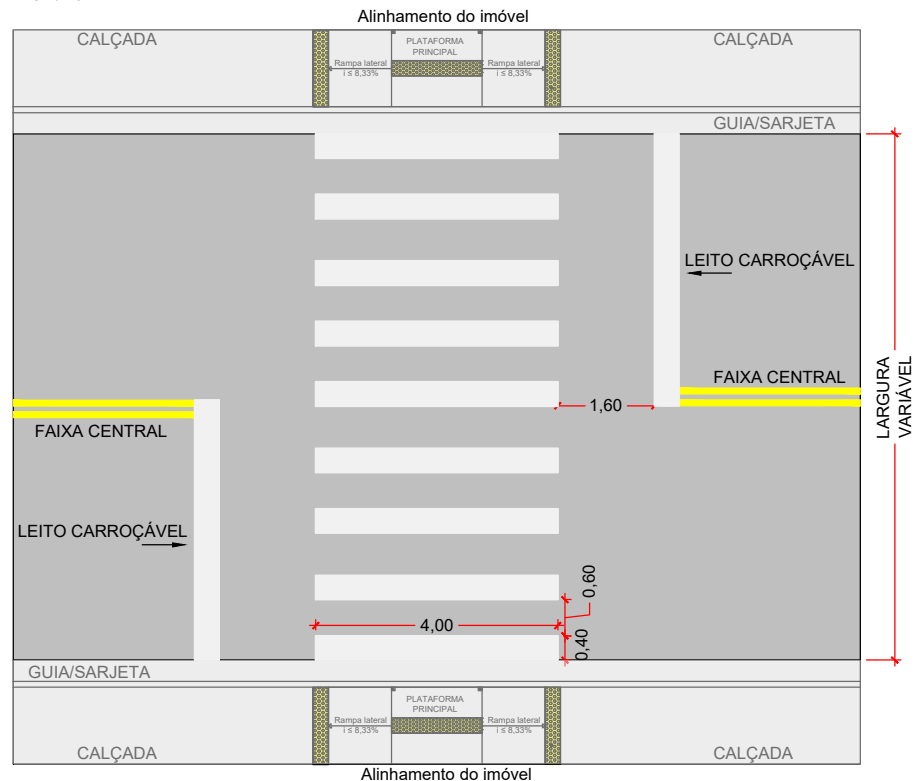 Alinhamento do imóvel
CALÇADA
PLATAFORMA
PRINCIPAL
CALÇADA
Rampa lateral
i ≤ 8,33%
Rampa lateral
i ≤ 8,33%
GUIA/SARJETA
LEITO CARROÇÁVEL
FAIXA CENTRAL
1,60
LARGURA
VARIÁVEL
FAIXA CENTRAL
LEITO CARROÇÁVEL
0,60
4,00
0,40
GUIA/SARJETA
PLATAFORMA
PRINCIPAL
Rampa lateral
i ≤ 8,33%
Rampa lateral
i ≤ 8,33%
CALÇADA
CALÇADA
Alinhamento do imóvel